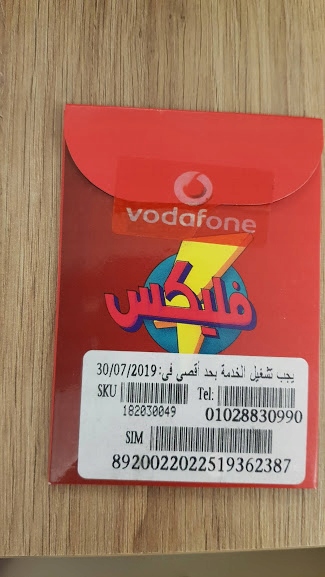 vodafone
فليكس
يجب تشغيل الخدمة بحد أقصى في: 30/07/2019
SKU Tel:
182030049 01028830990
SIM
8920022022519362387